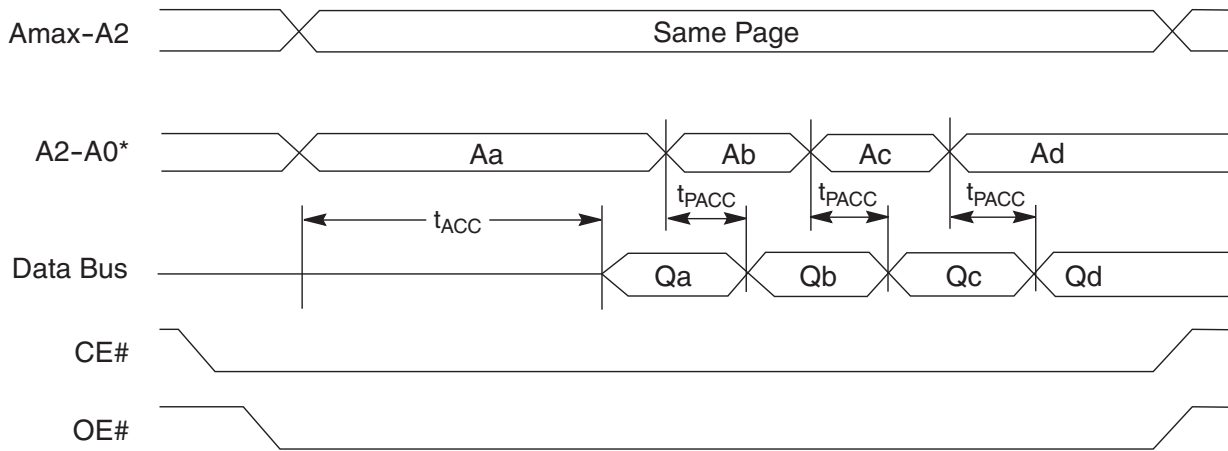 Amax-A2
Same Page
A2-A0*
Aa
Ab
Ac
Ad
tACC
tPACC
tPACC
tPACC
Data Bus
Qa
Qb
Qc
Qd
CE#
OE#